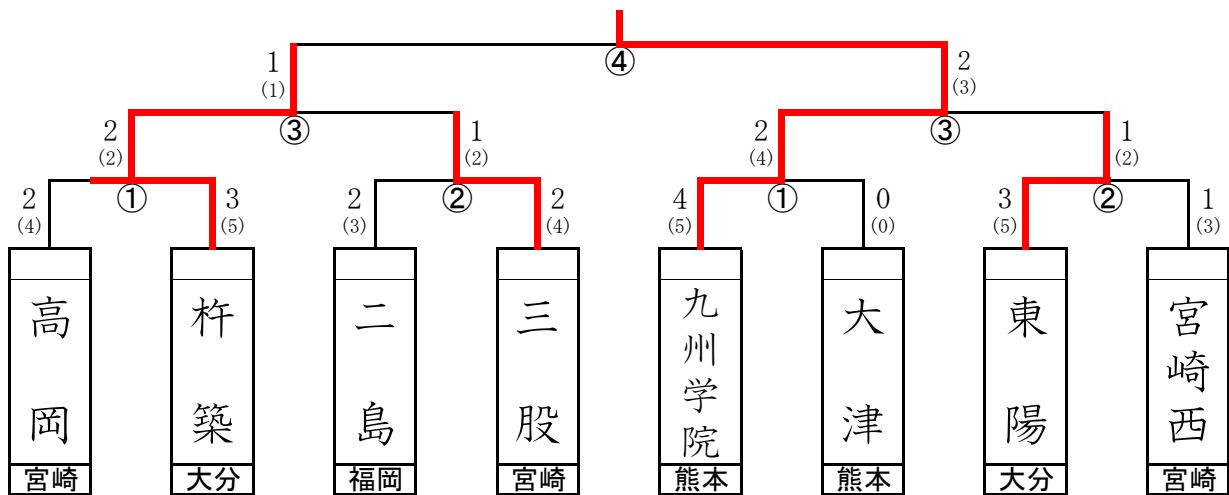 ④
1 2
(1) (3)
③ ③
2 1 2 1
(2) (2) (4) (2)
① ② ① ②
2 3 2 2 4 0 3 1
(4) (5) (3) (4) (5) (0) (5) (3)
高岡 杵築 二島 三股 九州学院 大津 東陽 宮崎西
宮崎 大分 福岡 宮崎 熊本 熊本 大分 宮崎